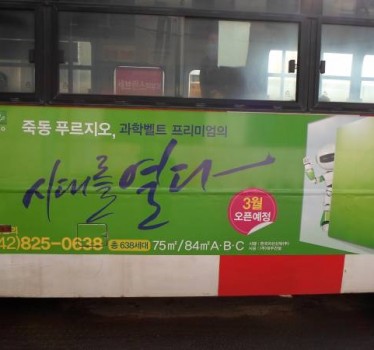 죽동 푸르지오, 과학벨트 프리미엄의
시대를 열다
3월
오픈예정
42)825-0638 총 638세대 75㎡/84㎡A·B·C